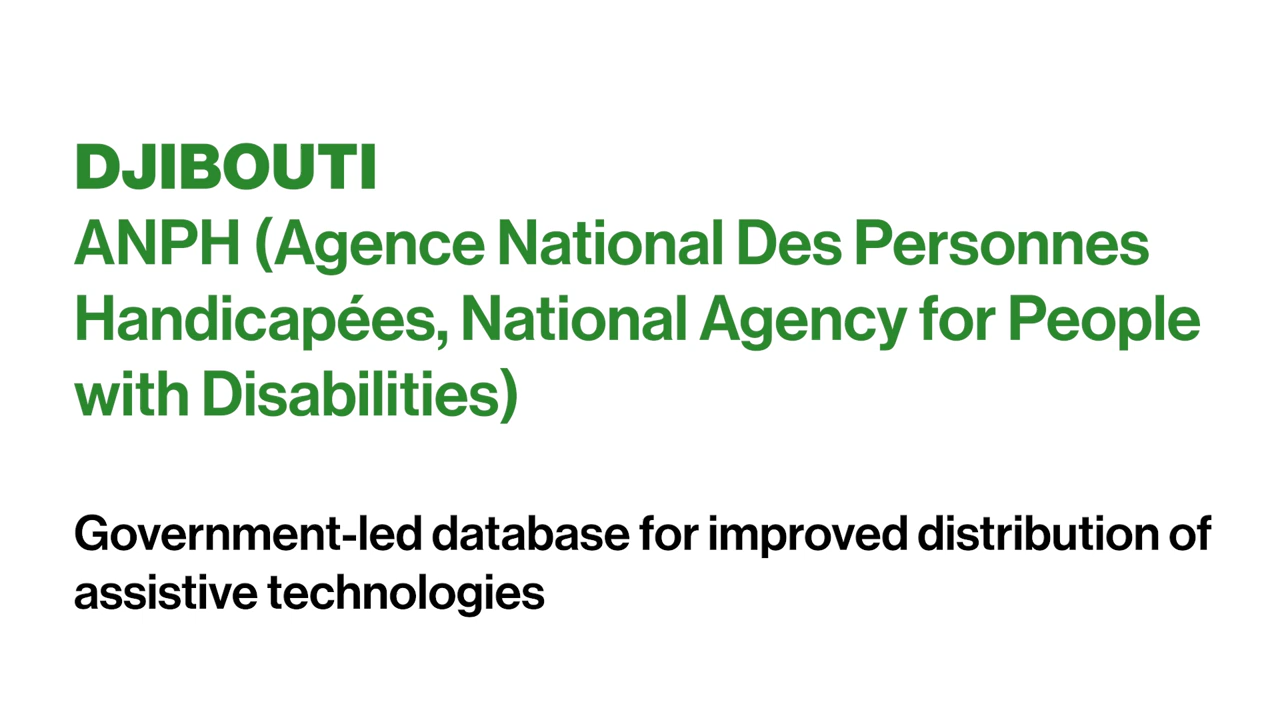 DJIBOUTI
ANPH (Agence National Des Personnes
Handicapées, National Agency for People
with Disabilities)
Government-led database for improved distribution of
assistive technologies